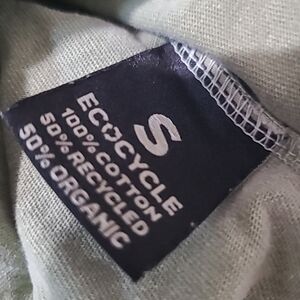 S
ECOCYCLE
100% COTTON
50% RECYCLED
50% ORGANIC